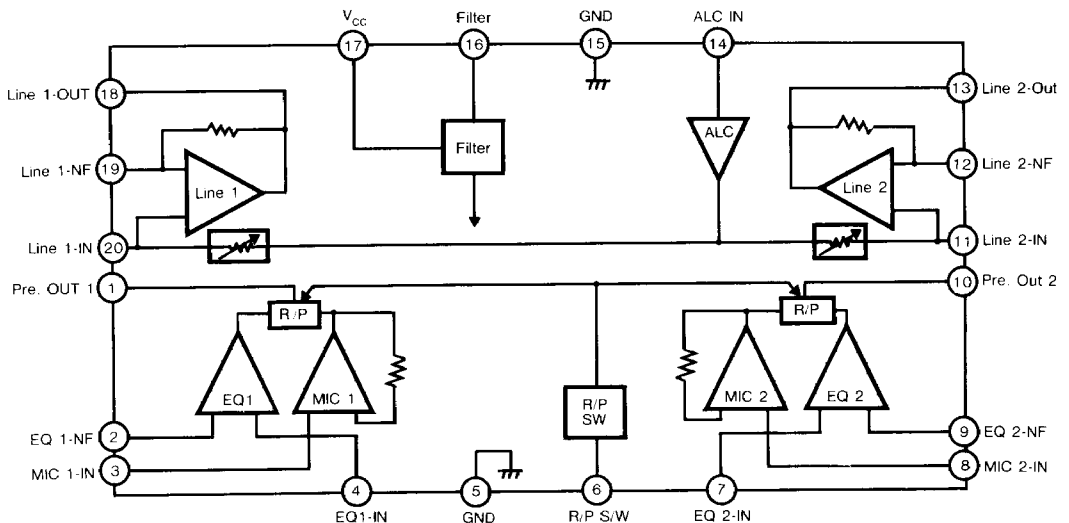 VCC Filter GND ALC IN
17 16 15 14
Line 1-OUT 18
13 Line 2-Out
Line 1-NF 19
12 Line 2-NF
Line 1
Filter
ALC
Line 2
Line 1-IN 20
11 Line 2-IN
Pre. OUT 1 1
10 Pre. Out 2
R/P
R/P
EQ1
MIC 1
R/P
SW
MIC 2
EQ 2
EQ 1-NF 2
9 EQ 2-NF
MIC 1-IN 3
8 MIC 2-IN
4 5 6 7
EQ1-IN GND R/P S/W EQ 2-IN